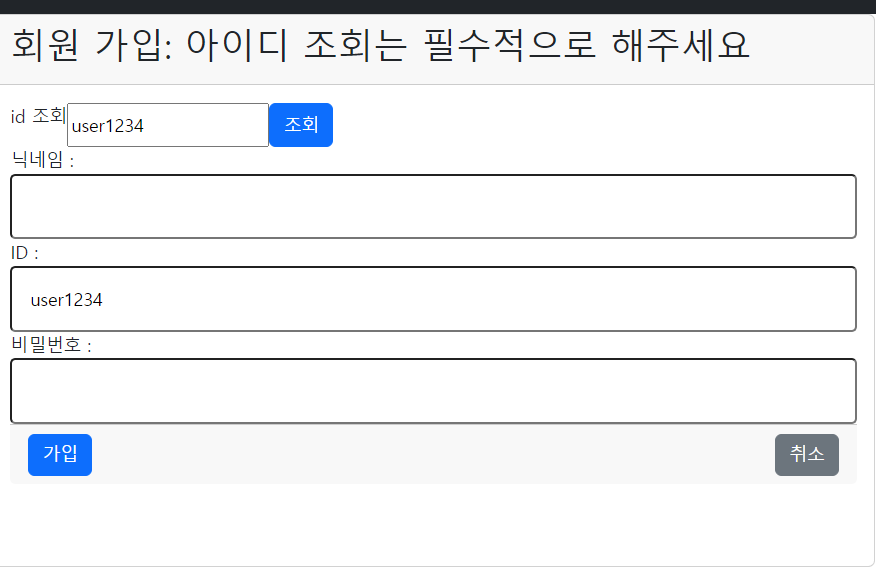 회원 가입: 아이디 조회는 필수적으로 해주세요
id 조회 user1234 조회
닉네임 :
ID :
user1234
비밀번호 :
가입 취소